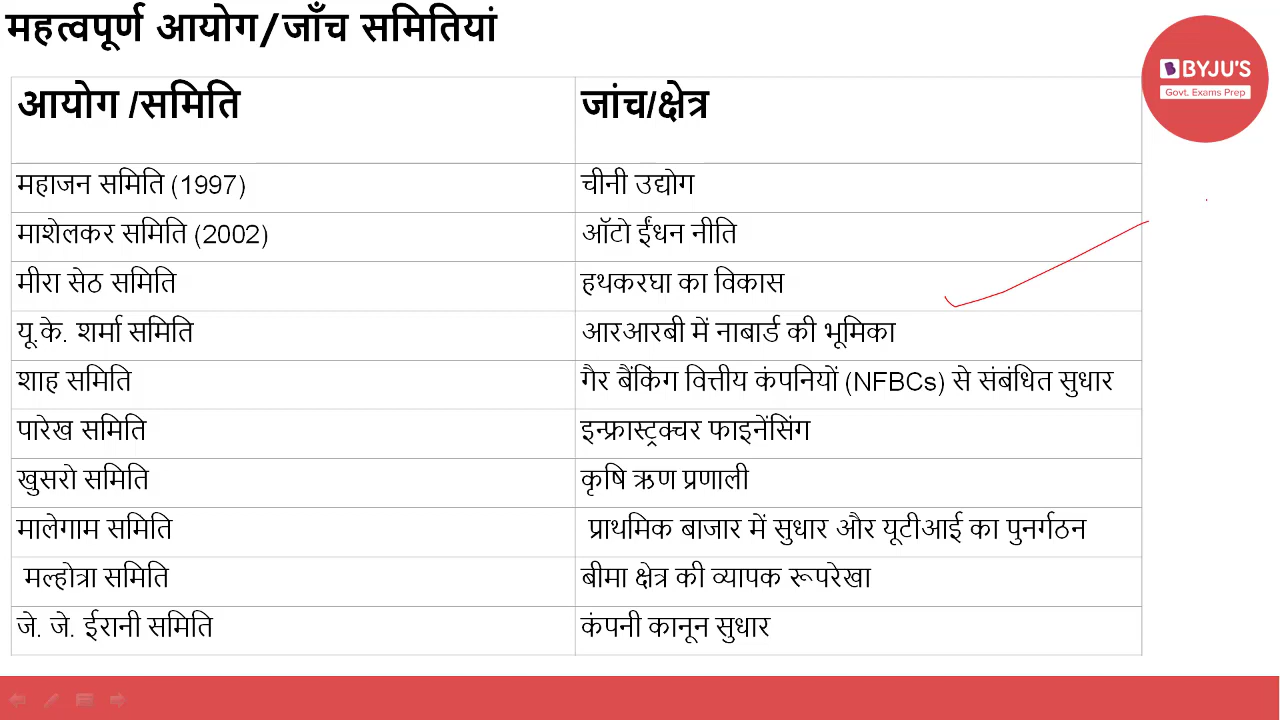 महत्वपूर्ण आयोग/जाँच समितियां
BYJU'S
Govt. Exams Prep
आयोग /समिति जांच/क्षेत्र
महाजन समिति (1997) चीनी उद्योग
माशेलकर समिति (2002) ऑटो ईंधन नीति
मीरा सेठ समिति हथकरघा का विकास
यू.के. शर्मा समिति आरआरबी में नाबार्ड की भूमिका
शाह समिति गैर बैंकिंग वित्तीय कंपनियों (NFBCs) से संबंधित सुधार
पारेख समिति इन्फ्रास्ट्रक्चर फाइनेंसिंग
खुसरो समिति कृषि ऋण प्रणाली
मालेगाम समिति प्राथमिक बाजार में सुधार और यूटीआई का पुनर्गठन
मल्होत्रा समिति बीमा क्षेत्र की व्यापक रूपरेखा
जे. जे. ईरानी समिति कंपनी कानून सुधार